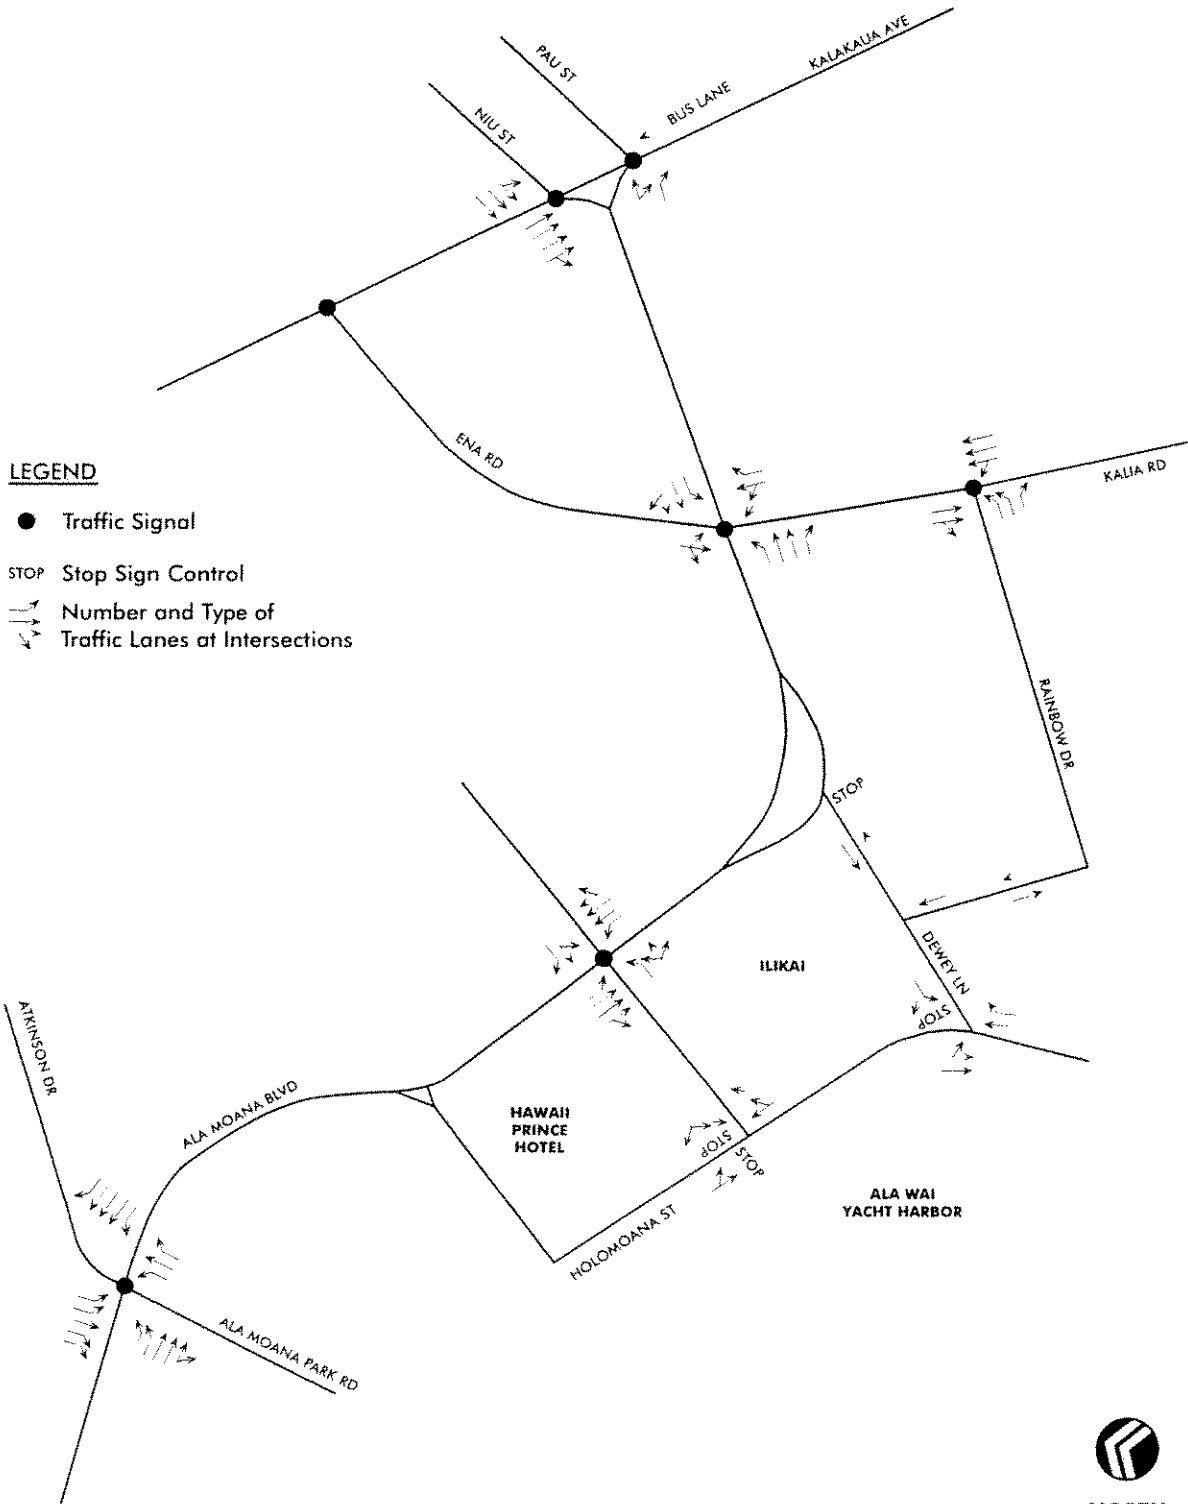 PAU ST
KALAKAUA AVE
BUS LANE
NIU ST
ENA RD
KALIA RD
LEGEND
Traffic Signal
STOP Stop Sign Control
Number and Type of
Traffic Lanes at Intersections
RAINBOW DR
STOP
ILIKAI
DEWEY LN
STOP
ATKINSON DR
ALA MOANA BLVD
HAWAII
PRINCE
HOTEL
STOP
STOP
ALA WAI
YACHT HARBOR
HOLOMOANA ST
ALA MOANA PARK RD